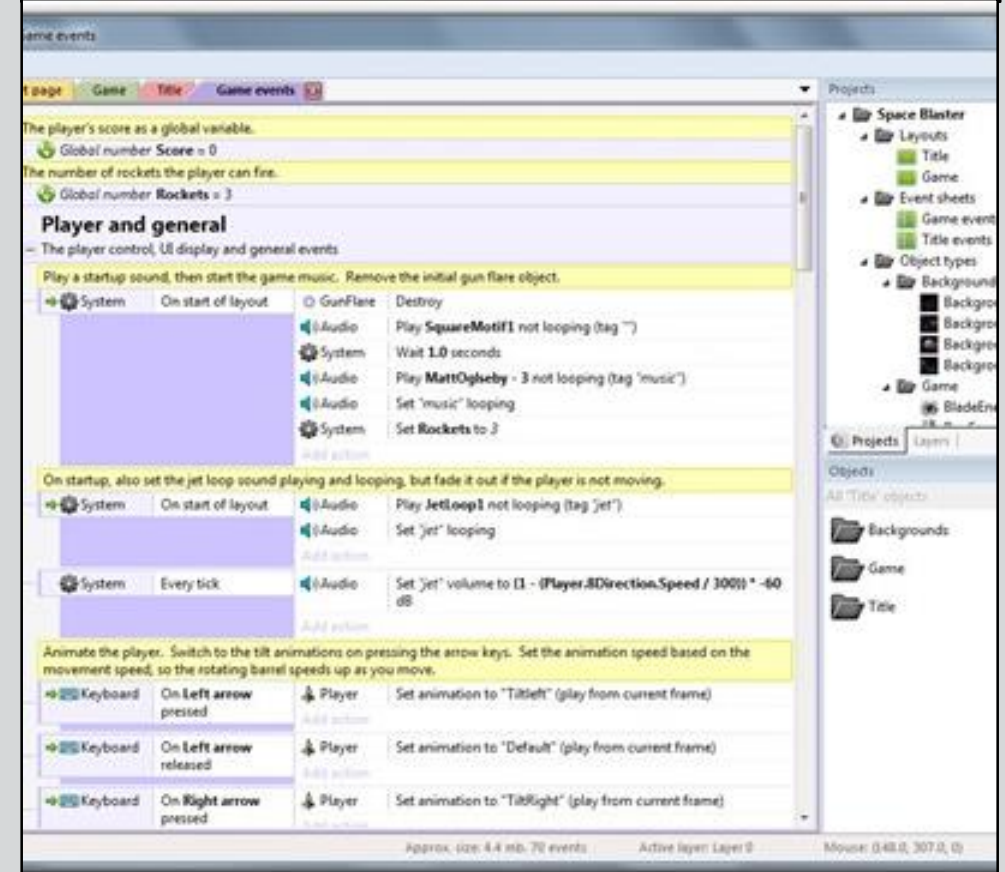 ame events
t page Game Title Game events
The player's score as a global variable.
Global number Score = 0
The number of rockets the player can fire.
Global number Rockets = 3
Player and general
The player control, UI display and general events
Play a startup sound, then start the game music. Remove the initial gun flare object.
System On start of layout GunFlare Destroy
Audio Play SquareMotif1 not looping (tag "")
System Wait 1.0 seconds
Audio Play MattOglseby - 3 not looping (tag "music")
Audio Set "music" looping
System Set Rockets to 3
Add action
On startup, also set the jet loop sound playing and looping, but fade it out if the player is not moving.
System On start of layout Audio Play JetLoop1 not looping (tag "jet")
Audio Set "jet" looping
Add action
System Every tick Audio Set "jet" volume to (1 - (Player.8Direction.Speed / 300)) * -60
dB
Add action
Animate the player. Switch to the tilt animations on pressing the arrow keys. Set the animation speed based on the
movement speed, so the rotating barrel speeds up as you move.
Keyboard On Left arrow Player Set animation to "Tiltleft" (play from current frame)
pressed Add action
Keyboard On Left arrow Player Set animation to "Default" (play from current frame)
released Add action
Keyboard On Right arrow Player Set animation to "TiltRight" (play from current frame)
pressed
Approx. size: 4.4 mb. 70 events Active layer: Layer 0 Mouse: (148.0, 307.0, 0)
Projects
Space Blaster
Layouts
Title
Game
Event sheets
Game event
Title events
Object types
Background
Backgro
Backgro
Backgro
Backgro
Game
BladeEne
Projects Layers
Objects
All 'Title' objects
Backgrounds
Game
Title